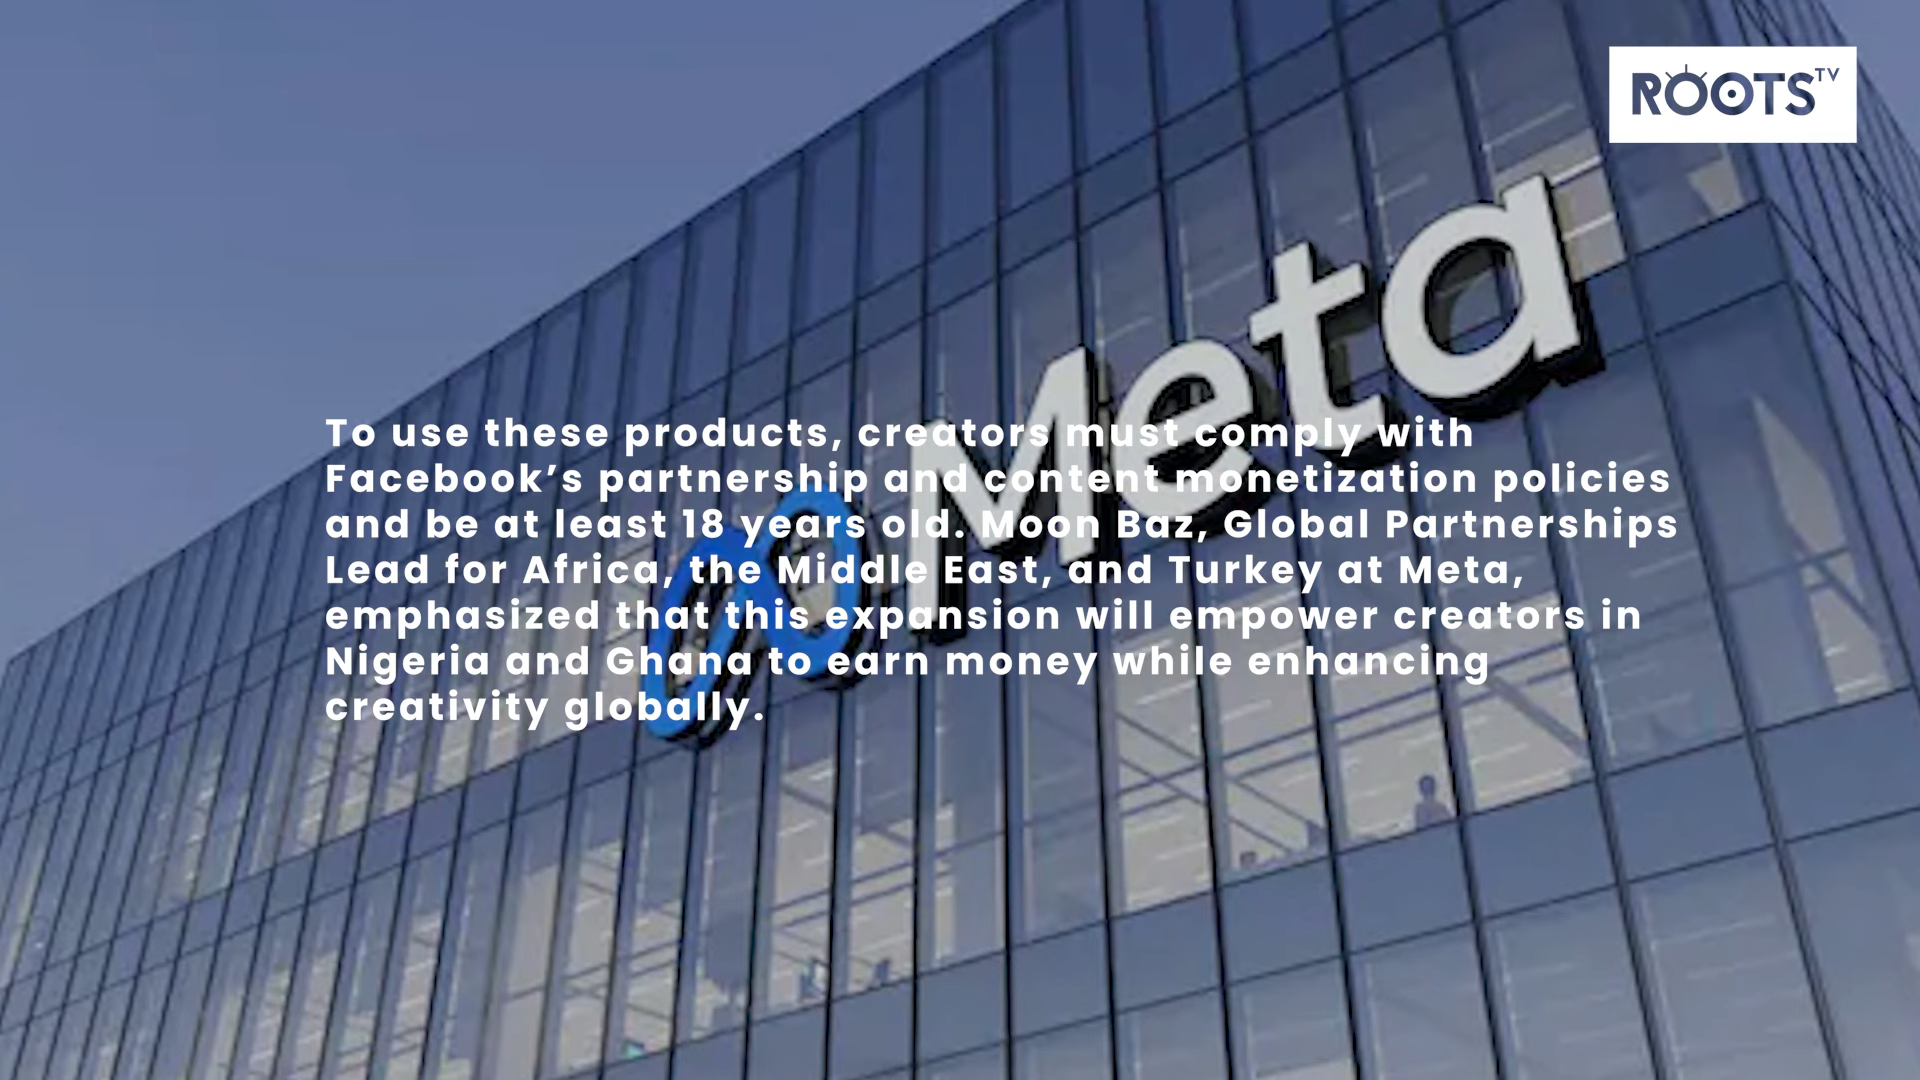 ROOTS TV
Meta
To use these products, creators must comply with
Facebook’s partnership and content monetization policies
and be at least 18 years old. Moon Baz, Global Partnerships
Lead for Africa, the Middle East, and Turkey at Meta,
emphasized that this expansion will empower creators in
Nigeria and Ghana to earn money while enhancing
creativity globally.